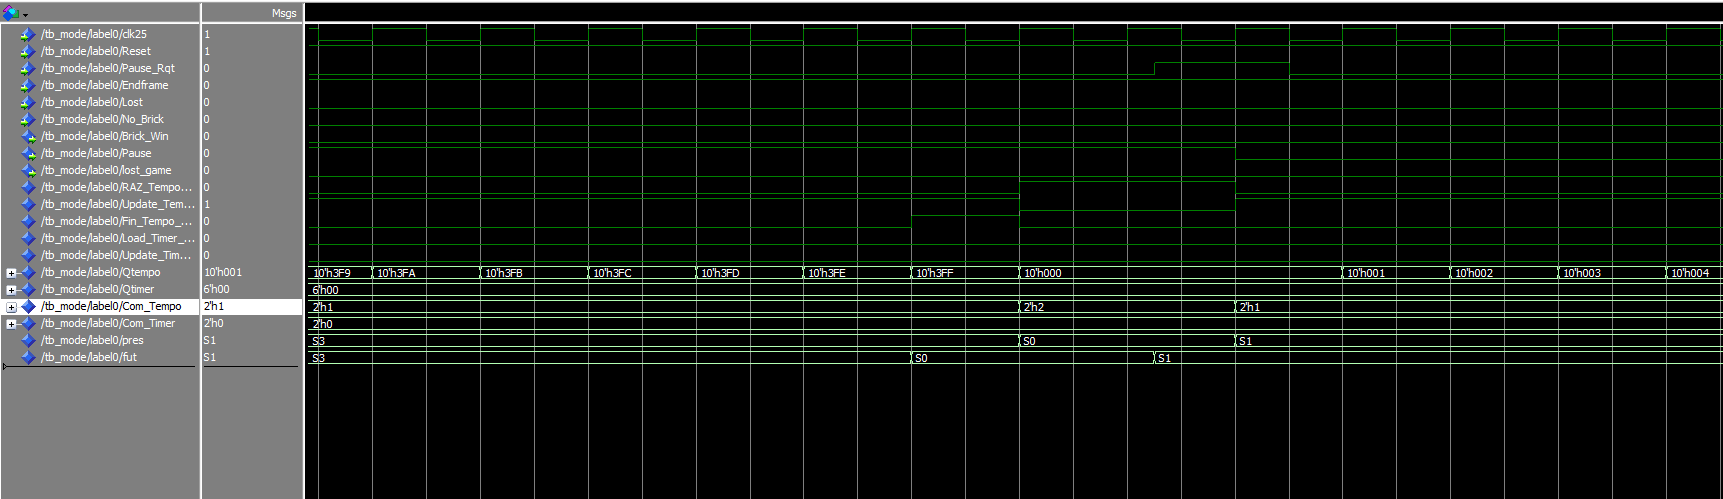 Msgs
/tb_mode/label0/clk25 1
/tb_mode/label0/Reset 1
/tb_mode/label0/Pause_Rqt 0
/tb_mode/label0/Endframe 0
/tb_mode/label0/Lost 0
/tb_mode/label0/No_Brick 0
/tb_mode/label0/Brick_Win 0
/tb_mode/label0/Pause 0
/tb_mode/label0/lost_game 0
/tb_mode/label0/RAZ_Tempo... 0
/tb_mode/label0/Update_Tem... 1
/tb_mode/label0/Fin_Tempo_... 0
/tb_mode/label0/Load_Timer_... 0
/tb_mode/label0/Update_Tim... 0
/tb_mode/label0/Qtempo 10'h001 10'h3F9 10'h3FA 10'h3FB 10'h3FC 10'h3FD 10'h3FE 10'h3FF 10'h000 10'h001 10'h002 10'h003 10'h004
/tb_mode/label0/Qtimer 6'h00 6'h00
/tb_mode/label0/Com_Tempo 2'h1 2'h1 2'h2 2'h1
/tb_mode/label0/Com_Timer 2'h0 2'h0
/tb_mode/label0/pres S1 S3 S0 S1
/tb_mode/label0/fut S1 S3 S0 S1